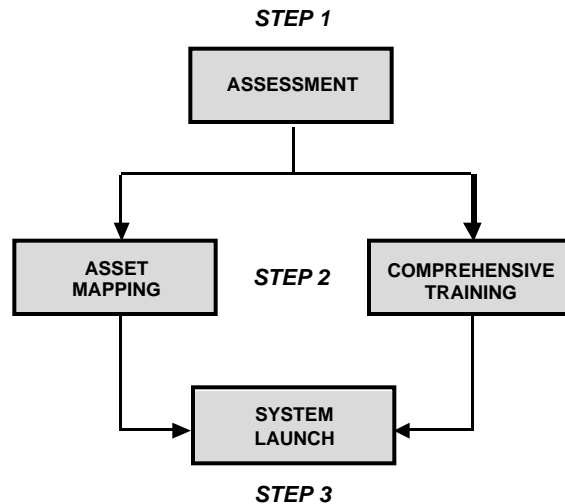 STEP 1
ASSESSMENT
ASSET
MAPPING
STEP 2
COMPREHENSIVE
TRAINING
SYSTEM
LAUNCH
STEP 3